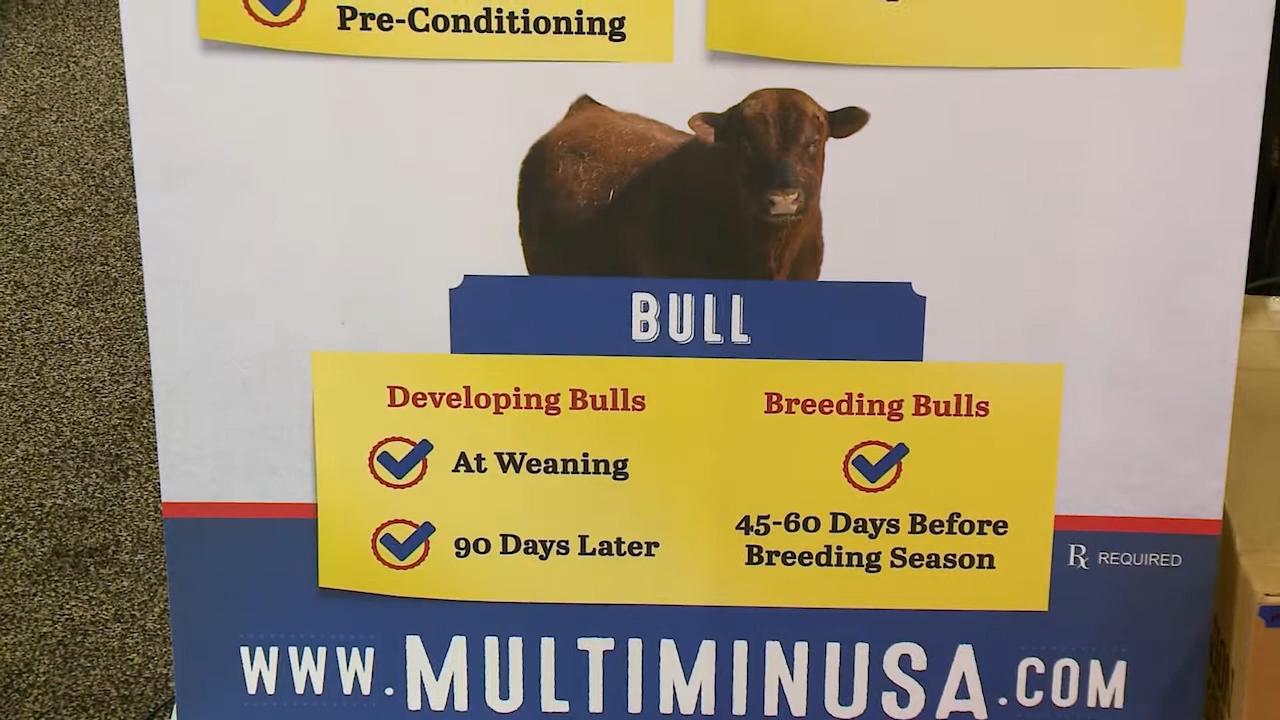 Pre-Conditioning
BULL
Developing Bulls
At Weaning
90 Days Later
Breeding Bulls
45-60 Days Before
Breeding Season
Rx REQUIRED
WWW.MULTIMINUSA.COM